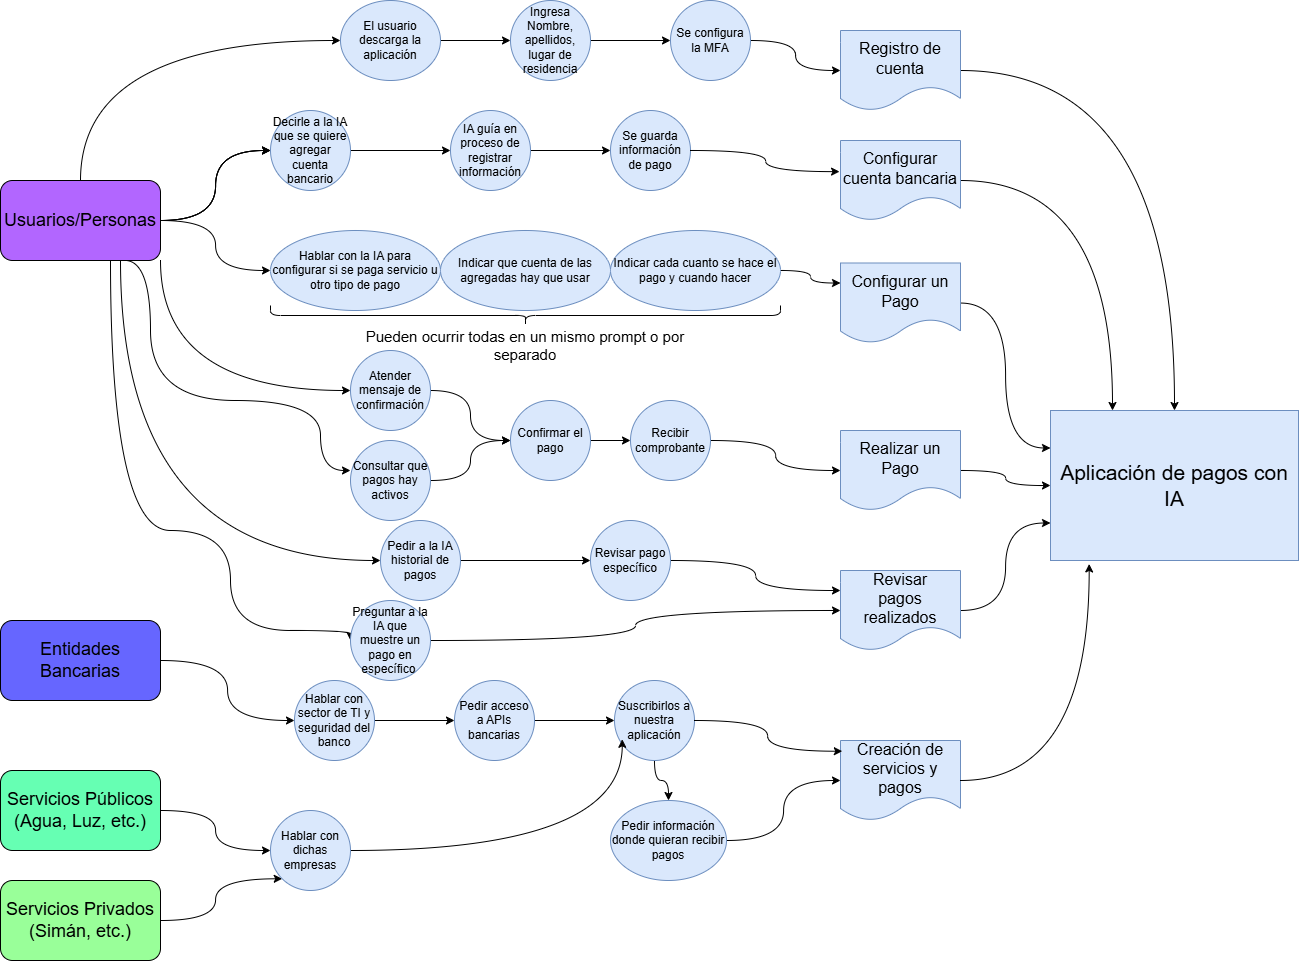 El usuario
descarga la
aplicación
Ingresa
Nombre,
apellidos,
lugar de
residencia
Se configura
la MFA
Registro de
cuenta
Decirle a la IA
que se quiere
agregar
cuenta
bancario
IA guía en
proceso de
registrar
información
Se guarda
información
de pago
Configurar
cuenta bancaria
Usuarios/Personas
Hablar con la IA para
configurar si se paga servicio u
otro tipo de pago
Indicar que cuenta de las
agregadas hay que usar
Indicar cada cuanto se hace el
pago y cuando hacer
Configurar un
Pago
Pueden ocurrir todas en un mismo prompt o por
separado
Atender
mensaje de
confirmación
Consultar que
pagos hay
activos
Confirmar el
pago
Recibir
comprobante
Realizar un
Pago
Aplicación de pagos con
IA
Pedir a la IA
historial de
pagos
Revisar pago
específico
Revisar
pagos
realizados
Preguntar a la
IA que
muestre un
pago en
específico
Entidades
Bancarias
Hablar con
sector de TI y
seguridad del
banco
Pedir acceso
a APIs
bancarias
Suscribirlos a
nuestra
aplicación
Creación de
servicios y
pagos
Servicios Públicos
(Agua, Luz, etc.)
Hablar con
dichas
empresas
Pedir información
donde quieran recibir
pagos
Servicios Privados
(Simán, etc.)